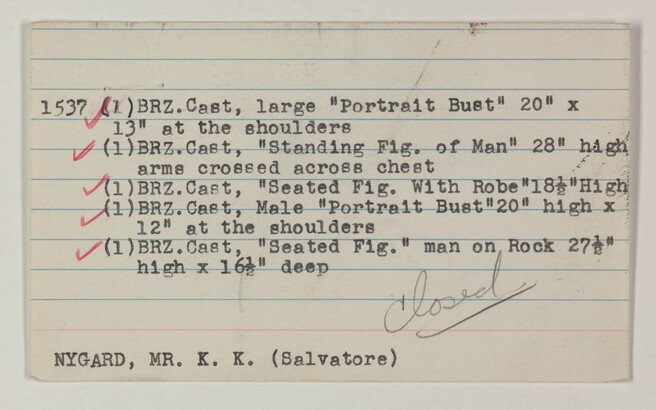 1537 (1)BRZ.Cast, large "Portrait Bust" 20" x
13" at the shoulders
(1)BRZ.Cast, "Standing Fig. of Man" 28" high
arms crossed across chest
(1)BRZ.Cast, "Seated Fig. With Robe"18½"High
(1)BRZ.Cast, Male "Portrait Bust"20" high x
12" at the shoulders
(1)BRZ.Cast, "Seated Fig." man on Rock 27½"
high x 16½" deep
Closed
NYGARD, MR. K. K. (Salvatore)